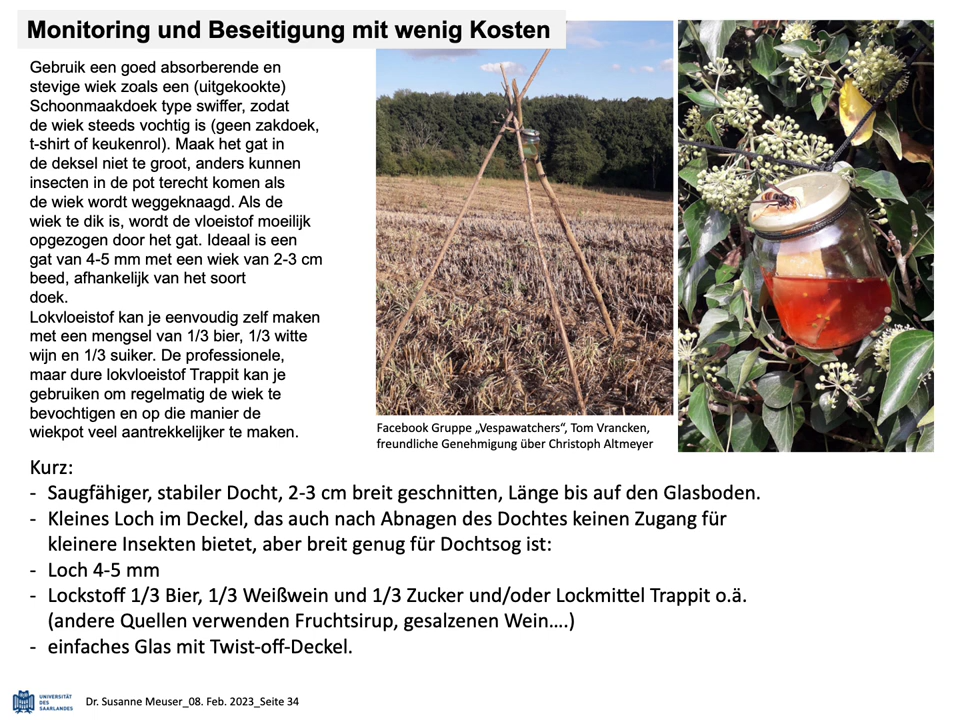 Monitoring und Beseitigung mit wenig Kosten
Gebruik een goed absorberende en
stevige wiek zoals een (uitgekookte)
Schoonmaakdoek type swiffer, zodat
de wiek steeds vochtig is (geen zakdoek,
t-shirt of keukenrol). Maak het gat in
de deksel niet te groot, anders kunnen
insecten in de pot terecht komen als
de wiek wordt weggeknaagd. Als de
wiek te dik is, wordt de vloeistof moeilijk
opgezogen door het gat. Ideaal is een
gat van 4-5 mm met een wiek van 2-3 cm
beed, afhankelijk van het soort
doek.
Lokvloeistof kan je eenvoudig zelf maken
met een mengsel van 1/3 bier, 1/3 witte
wijn en 1/3 suiker. De professionele,
maar dure lokvloeistof Trappit kan je
gebruiken om regelmatig de wiek te
bevochtigen en op die manier de
wiekpot veel aantrekkelijker te maken.
Facebook Gruppe „Vespawatchers“, Tom Vrancken,
freundliche Genehmigung über Christoph Altmeyer
Kurz:
- Saugfähiger, stabiler Docht, 2-3 cm breit geschnitten, Länge bis auf den Glasboden.
- Kleines Loch im Deckel, das auch nach Abnagen des Dochtes keinen Zugang für
kleinere Insekten bietet, aber breit genug für Dochtsog ist:
- Loch 4-5 mm
- Lockstoff 1/3 Bier, 1/3 Weißwein und 1/3 Zucker und/oder Lockmittel Trappit o.ä.
(andere Quellen verwenden Fruchtsirup, gesalzenen Wein….)
- einfaches Glas mit Twist-off-Deckel.
UNIVERSITÄT
DES
SAARLANDES
Dr. Susanne Meuser_08. Feb. 2023_Seite 34